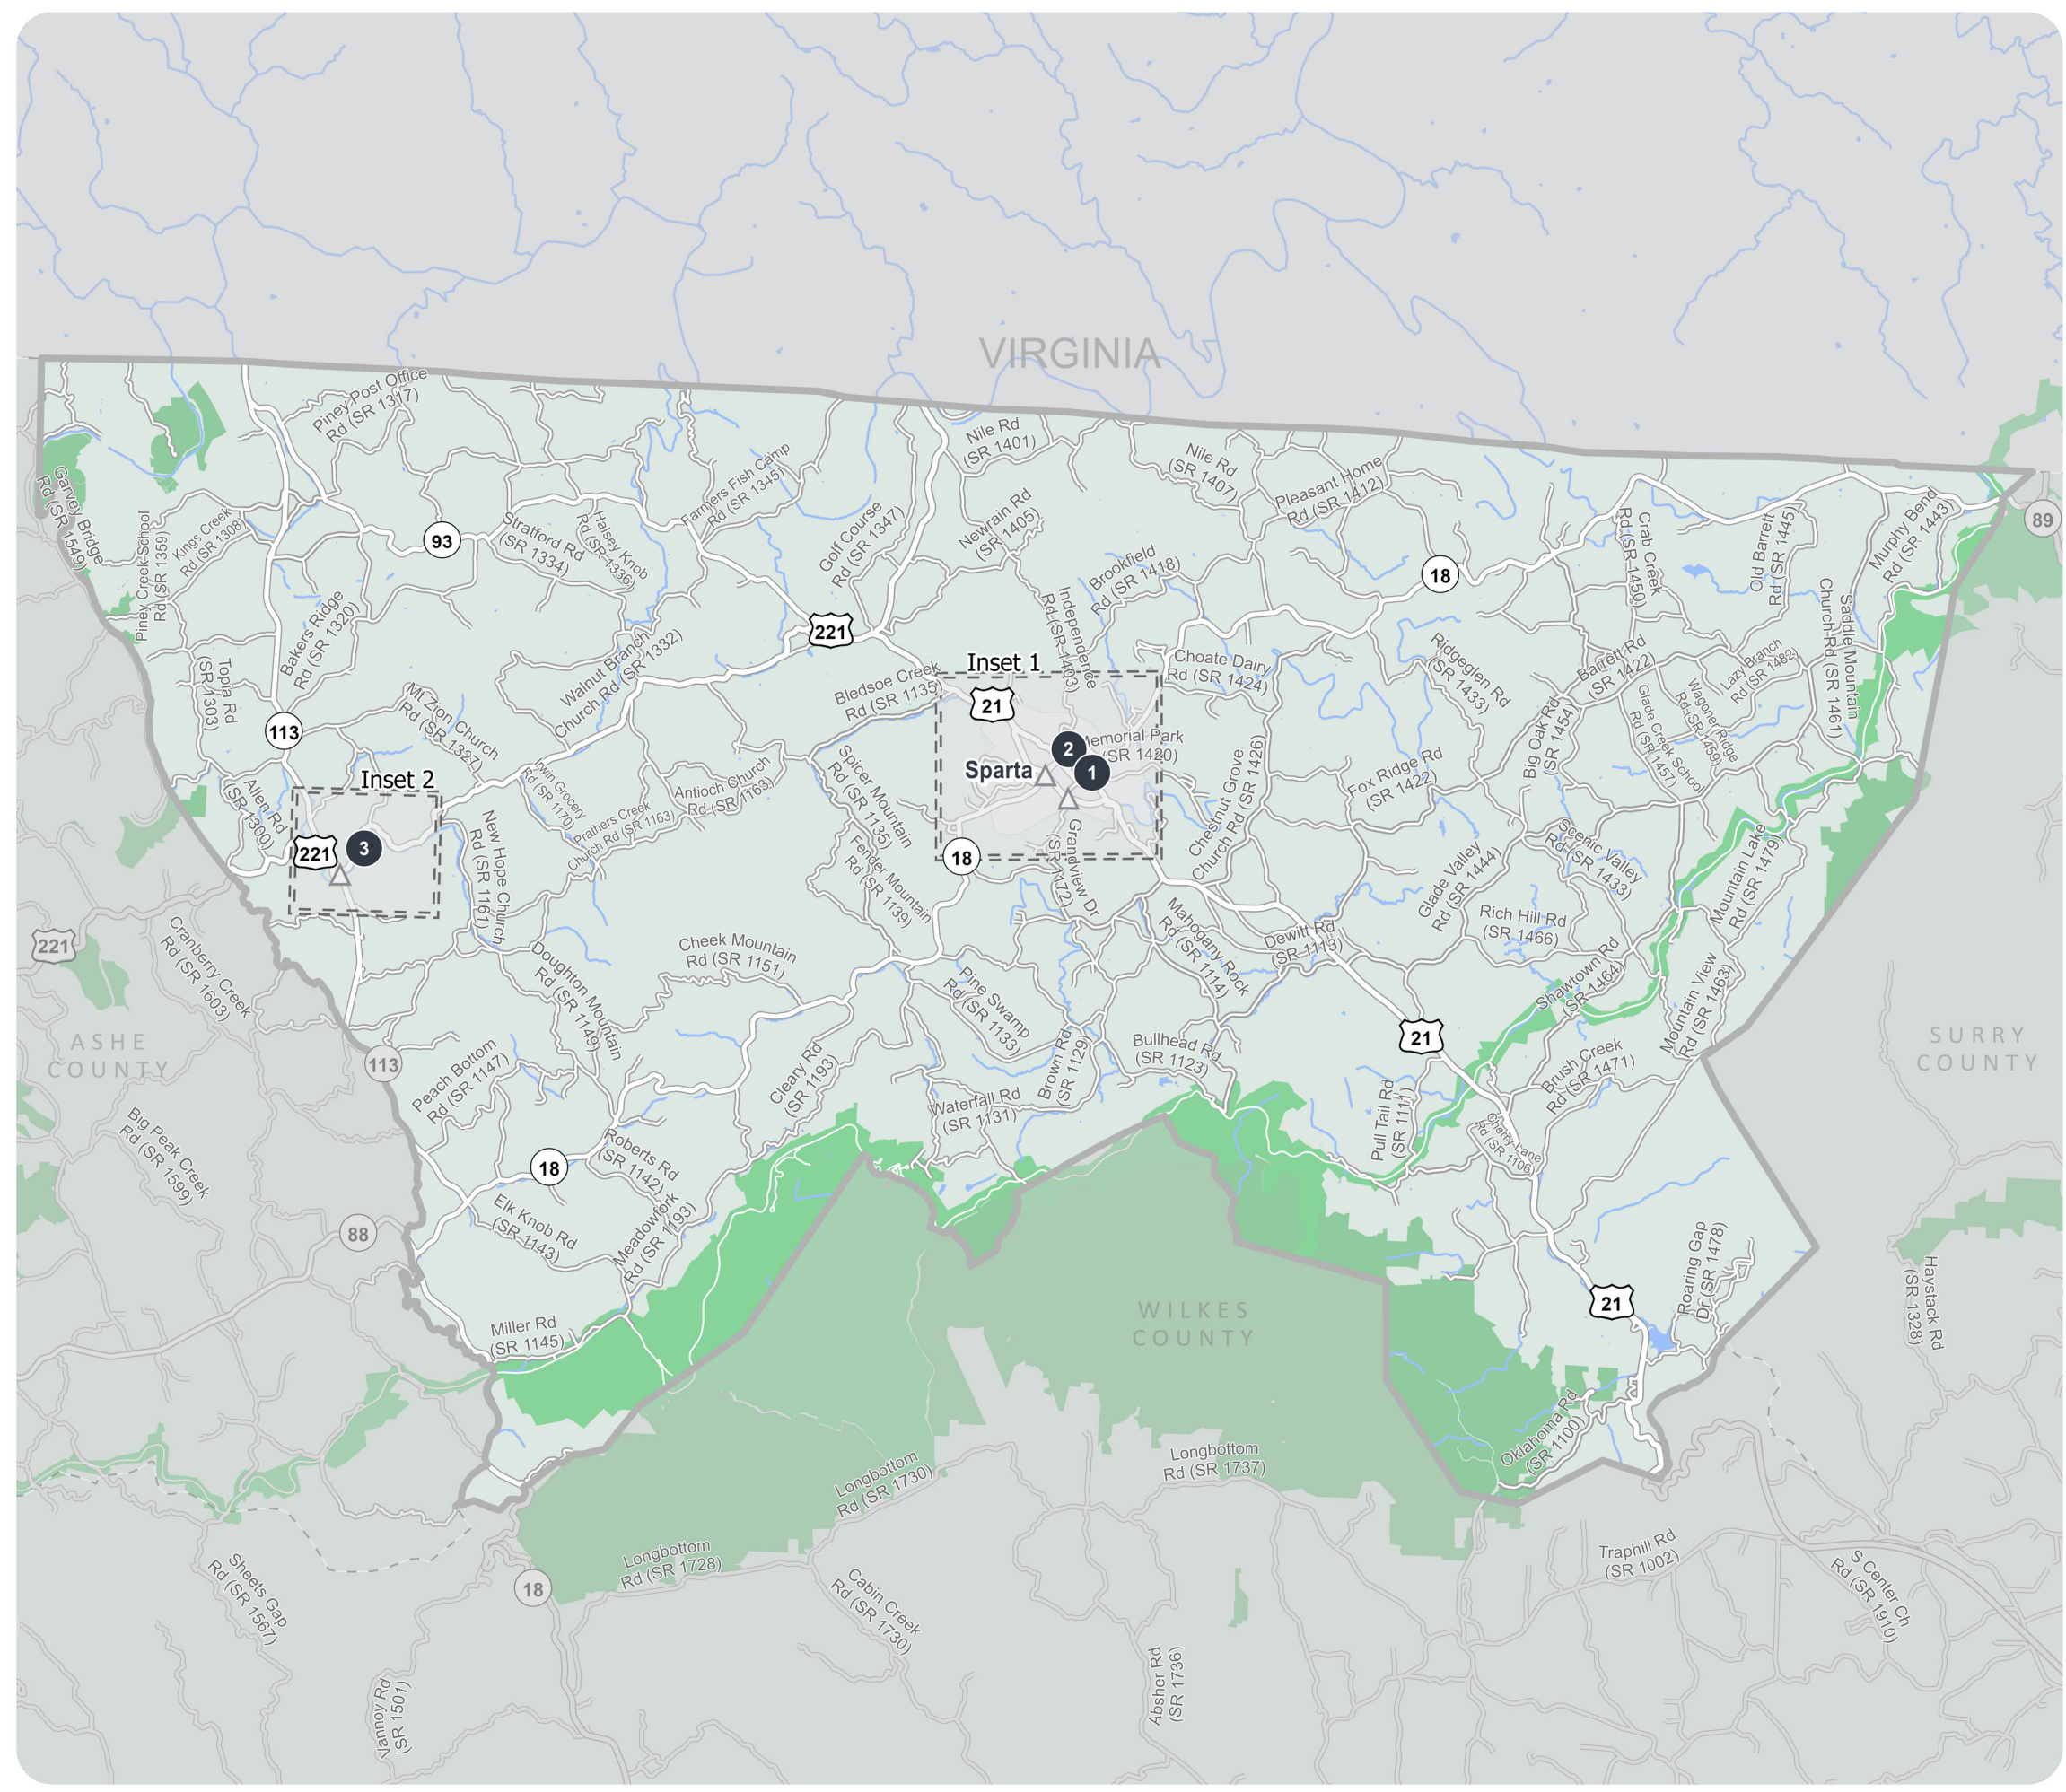 VIRGINIA
Piney Post Office
Rd (SR 1317)
Nile Rd
(SR 1401)
Nile Rd
(SR 1407)
Pleasant Home
Rd (SR 1412)
Farmers Fish Camp
Rd (SR 1345)
Garvey Bridge
Rd (SR 1549)
Piney Creek School
Rd (SR 1359)
Kings Creek
Rd (SR 1308)
93
Stratford Rd
(SR 1334)
Halsey Knob
Rd (SR 1336)
Golf Course
Rd (SR 1347)
Newrain Rd
(SR 1405)
Brookfield
Rd (SR 1418)
Independence
Rd (SR 1403)
18
Crab Creek
Rd (SR 1450)
Old Barrett
Rd (SR 1445)
Murphy Bend
Rd (SR 1443)
89
Saddle Mountain
Church Rd (SR 1461)
Bakers Ridge
Rd (SR 1320)
Topia Rd
(SR 1303)
Walnut Branch
Church Rd (SR 1332)
221
Inset 1
Bledsoe Creek
Rd (SR 1135)
21
Choate Dairy
Rd (SR 1424)
Ridgeglen Rd
(SR 1433)
Barrett Rd
(SR 1422)
Lazy Branch
Rd (SR 1482)
Wagoner Ridge
Rd (SR 1459)
Glade Creek School
Rd (SR 1457)
Big Oak Rd
(SR 1454)
113
Mt Zion Church
Rd (SR 1327)
Memorial Park
(SR 1420)
2
1
Sparta
Inset 2
Allen Rd
(SR 1300)
221
3
Irwin Grocery
Rd (SR 1170)
Prathers Creek
Church Rd (SR 1163)
Antioch Church
Rd (SR 1163)
Spicer Mountain
Rd (SR 1135)
Fender Mountain
Rd (SR 1139)
18
Grandview Dr
(SR 1172)
Chestnut Grove
Church Rd (SR 1426)
Fox Ridge Rd
(SR 1422)
Glade Valley
Rd (SR 1444)
Scenic Valley
Rd (SR 1433)
Rich Hill Rd
(SR 1466)
Mountain Lake
Rd (SR 1479)
New Hope Church
Rd (SR 1167)
221
Cranberry Creek
Rd (SR 1603)
Doughton Mountain
Rd (SR 1149)
Cheek Mountain
Rd (SR 1151)
Mahogany Rock
Rd (SR 1114)
Dewitt Rd
(SR 1113)
Shawtown Rd
(SR 1464)
Mountain View
Rd (SR 1463)
Pine Swamp
Rd (SR 1133)
ASHE
COUNTY
113
Peach Bottom
Rd (SR 1147)
Cleary Rd
(SR 1193)
Brown Rd
(SR 1129)
Bullhead Rd
(SR 1123)
21
Brush Creek
Rd (SR 1471)
SURRY
COUNTY
Waterfall Rd
(SR 1131)
Pull Tail Rd
(SR 1111)
Cherry Lane
Rd (SR 1106)
Big Peak Creek
Rd (SR 1599)
18
Roberts Rd
(SR 1142)
Elk Knob Rd
(SR 1143)
Meadowfork
Rd (SR 1193)
88
Roaring Gap
Dr (SR 1478)
Haystack Rd
(SR 1328)
21
WILKES
COUNTY
Miller Rd
(SR 1145)
Oklahoma Rd
(SR 1100)
Longbottom
Rd (SR 1730)
Longbottom
Rd (SR 1737)
Longbottom
Rd (SR 1728)
18
Sheets Gap
Rd (SR 1567)
Cabin Creek
Rd (SR 1730)
Traphill Rd
(SR 1002)
S Center Ch
Rd (SR 1910)
Vannoy Rd
(SR 1501)
Absher Rd
(SR 1736)